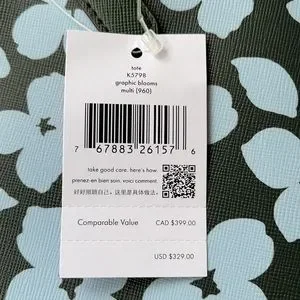 tote
K5798
graphic blooms
multi (960)
7 67883 26157 6
take good care. here's how.
prenez-en bien soin. voici comment.
好好照顧自己，这里是具体做法。
Comparable Value CAD $399.00
USD $329.00